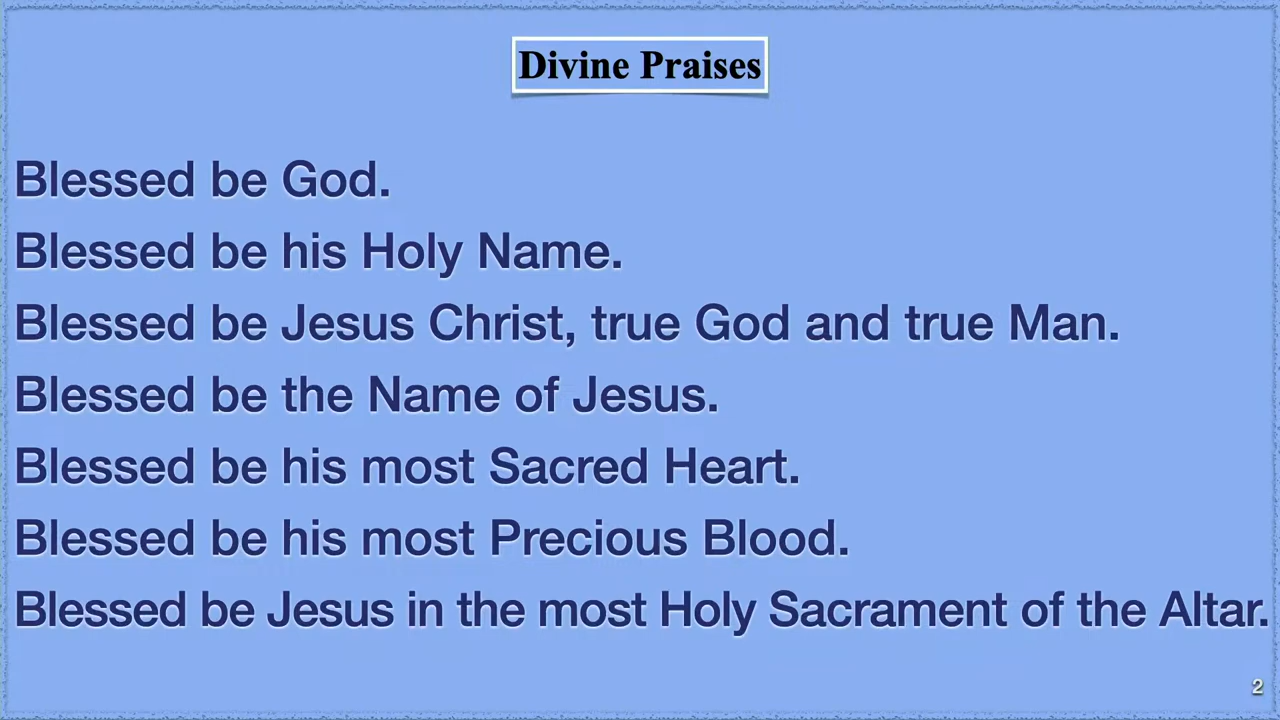 Divine Praises
Blessed be God.
Blessed be his Holy Name.
Blessed be Jesus Christ, true God and true Man.
Blessed be the Name of Jesus.
Blessed be his most Sacred Heart.
Blessed be his most Precious Blood.
Blessed be Jesus in the most Holy Sacrament of the Altar.
2